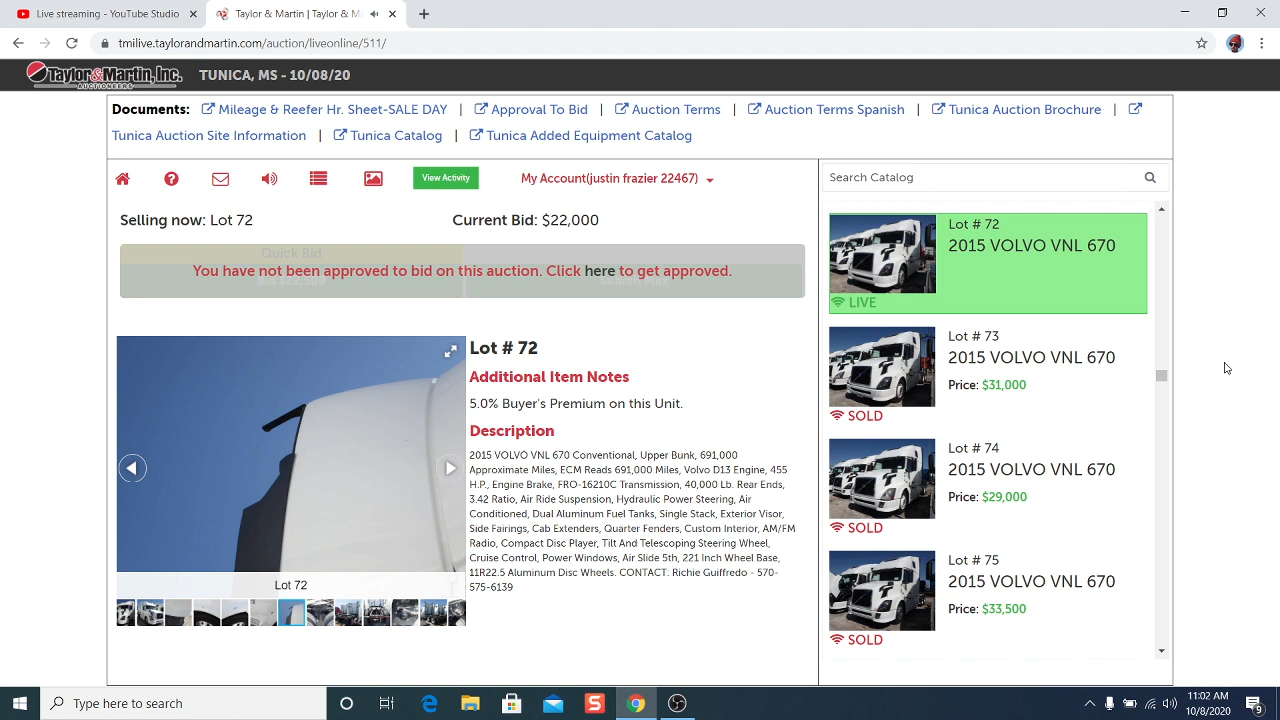 Live streaming - YouTube Studio
Taylor & Martin | Taylor & M
tmlive.taylorandmartin.com/auction/liveonline/511/
Taylor & Martin, Inc.
AUCTIONEERS
TUNICA, MS - 10/08/20
Documents: Mileage & Reefer Hr. Sheet-SALE DAY | Approval To Bid | Auction Terms | Auction Terms Spanish | Tunica Auction Brochure |
Tunica Auction Site Information | Tunica Catalog | Tunica Added Equipment Catalog
View Activity
My Account(justin frazier 22467)
Search Catalog
Selling now: Lot 72
Current Bid: $22,000
Quick Bid
You have not been approved to bid on this auction. Click here to get approved.
Bid $22,500
Submit Max
Lot 72
Lot # 72
Additional Item Notes
5.0% Buyer's Premium on this Unit.
Description
2015 VOLVO VNL 670 Conventional, Upper Bunk, 691,000
Approximate Miles, ECM Reads 691,000 Miles, Volvo D13 Engine, 455
H.P., Engine Brake, FRO-16210C Transmission, 40,000 Lb. Rear Ends,
3.42 Ratio, Air Ride Suspension, Hydraulic Power Steering, Air
Conditioned, Dual Aluminum Fuel Tanks, Single Stack, Exterior Visor,
Side Fairings, Cab Extenders, Quarter Fenders, Custom Interior, AM/FM
Radio, Compact Disc Player, Tilt And Telescoping Steering Wheel,
Cruise Control, Power Windows, Air Slide 5th, 221 Inch Wheel Base,
11R22.5 Aluminum Disc Wheels. CONTACT: Richie Guiffredo - 570-
575-6139
Lot # 72
2015 VOLVO VNL 670
LIVE
Lot # 73
2015 VOLVO VNL 670
Price: $31,000
SOLD
Lot # 74
2015 VOLVO VNL 670
Price: $29,000
SOLD
Lot # 75
2015 VOLVO VNL 670
Price: $33,500
SOLD
Type here to search
11:02 AM
10/8/2020
9